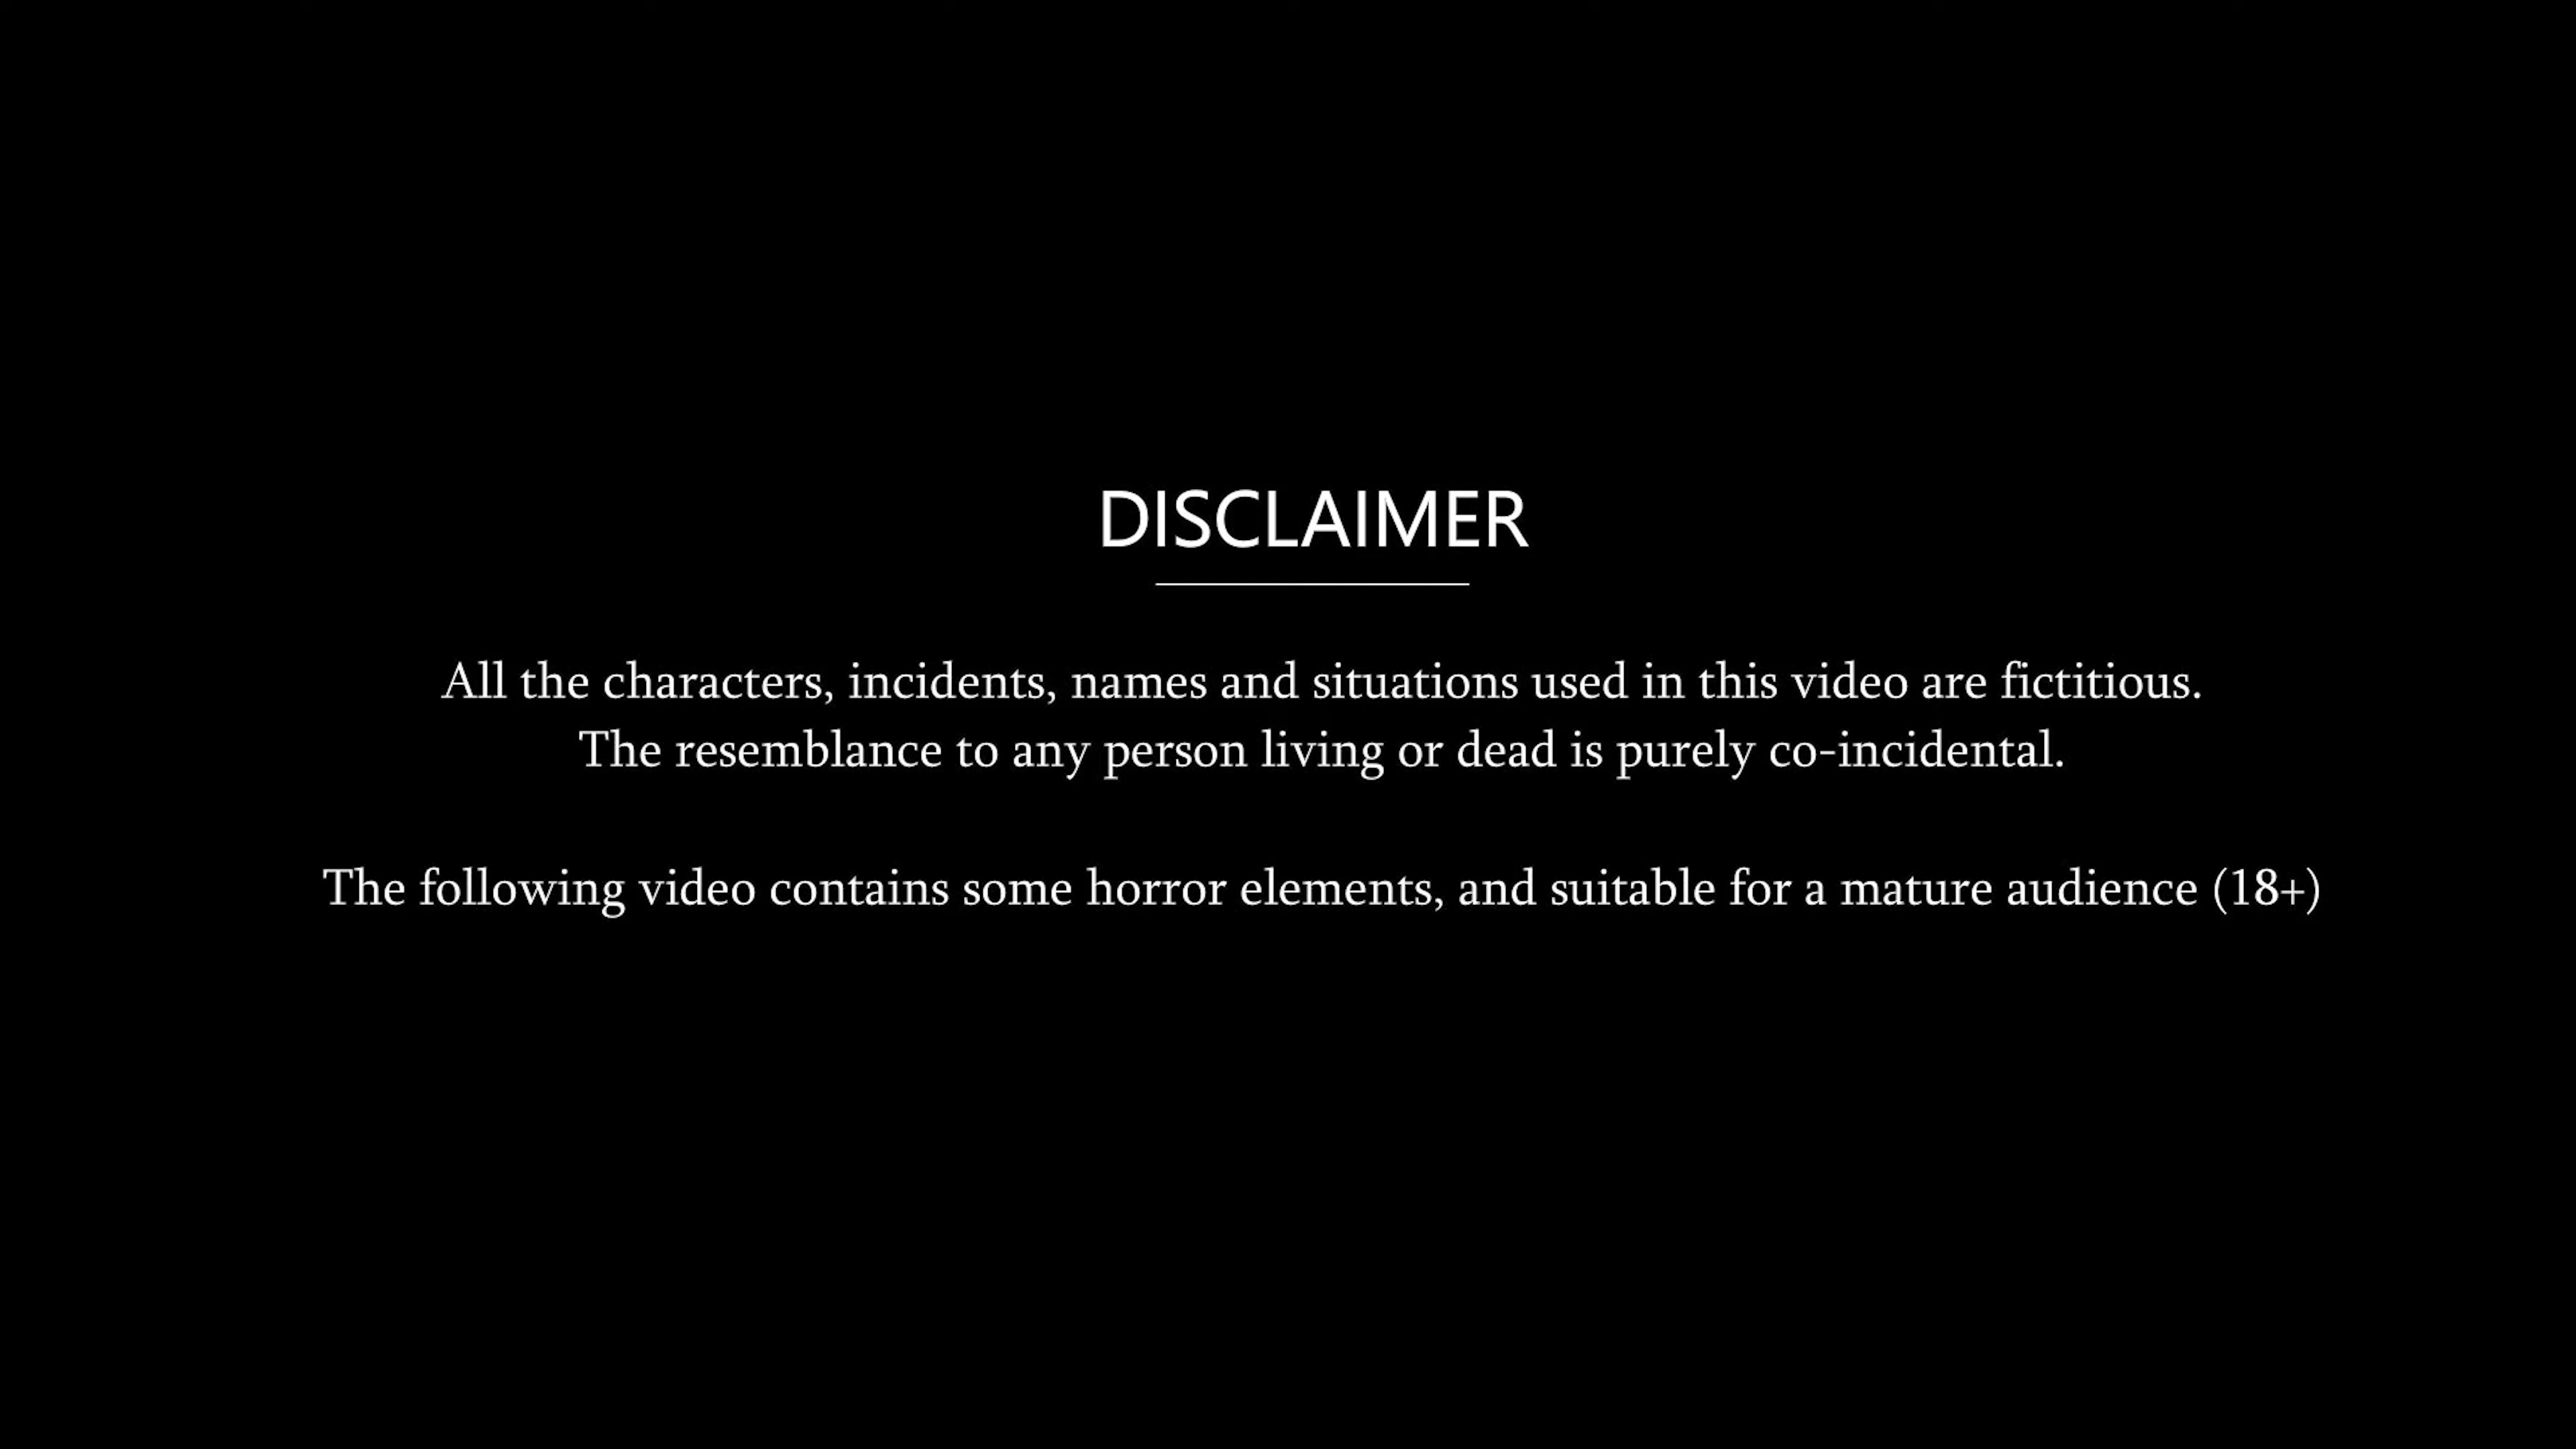 DISCLAIMER
All the characters, incidents, names and situations used in this video are fictitious.
The resemblance to any person living or dead is purely co-incidental.
The following video contains some horror elements, and suitable for a mature audience (18+)